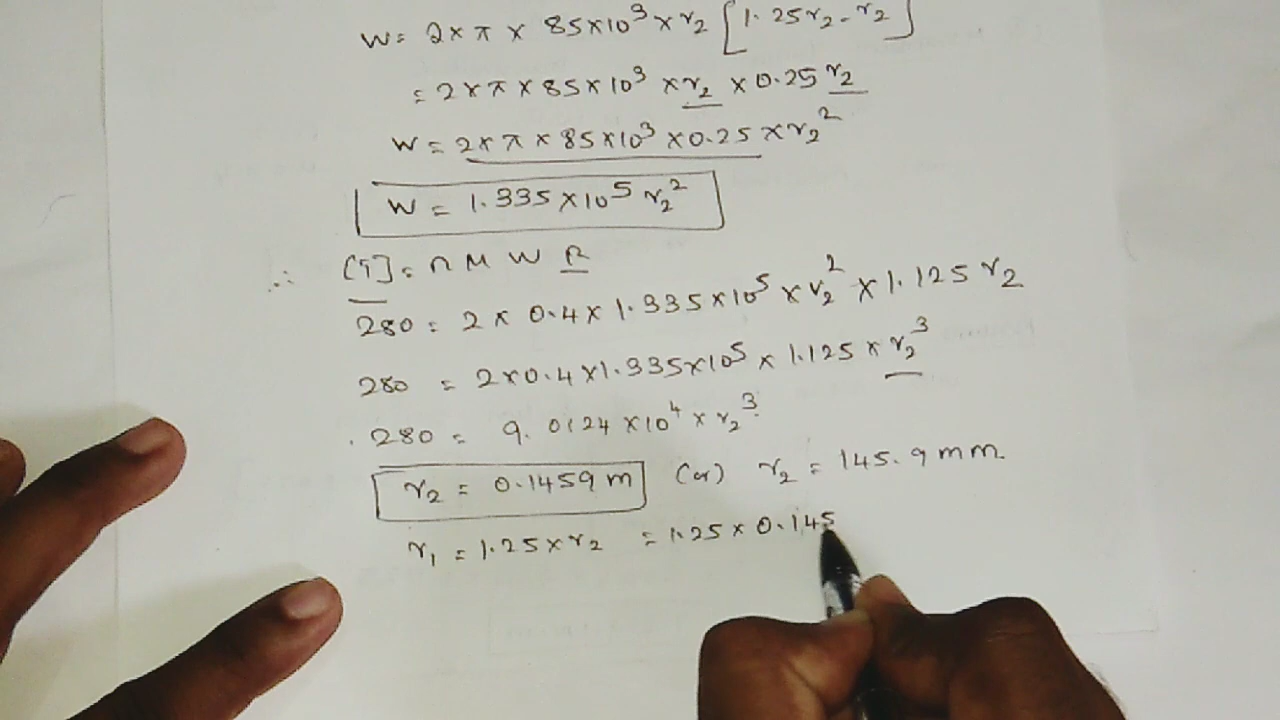 W = 2 × π × 85×10³ × r₂ [1.25r₂ - r₂]
= 2 × π × 85×10³ × r₂ × 0.25 r₂
W = 2 × π × 85×10³ × 0.25 × r₂²
W = 1.335 × 10⁵ r₂²
∴ [T] = n μ W R
280 = 2 × 0.4 × 1.335 × 10⁵ × r₂² × 1.125 r₂
280 = 2×0.4×1.335×10⁵ × 1.125 × r₂³
280 = 9.0124 ×10⁴ × r₂³
r₂ = 0.1459 m (or) r₂ = 145.9 mm.
r₁ = 1.25 × r₂ = 1.25 × 0.145